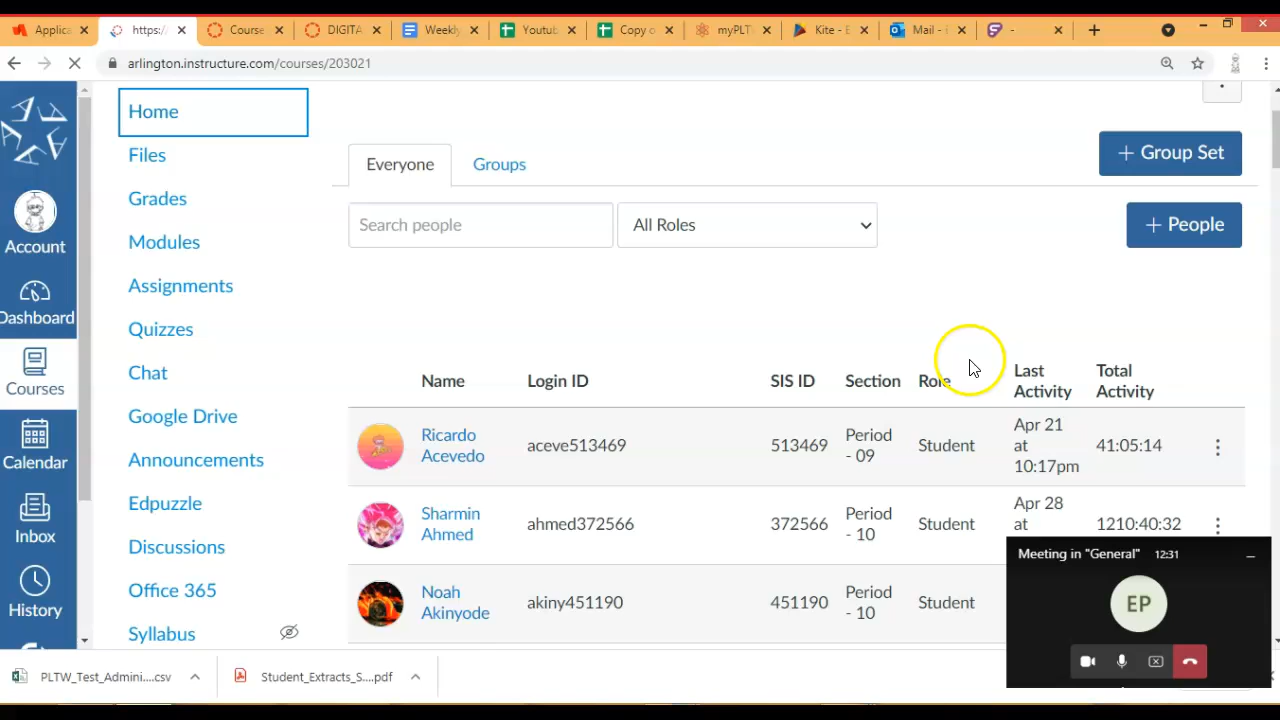 Applica
https:/
Course
DIGITA
Weekly
Youtub
Copy o
myPLT
Kite - E
Mail - 
-
arlington.instructure.com/courses/203021
Home
Files
Grades
Modules
Assignments
Quizzes
Chat
Google Drive
Announcements
Edpuzzle
Discussions
Office 365
Syllabus
Account
Dashboard
Courses
Calendar
Inbox
History
Everyone
Groups
+ Group Set
Search people
All Roles
+ People
Name Login ID SIS ID Section Role Last Activity Total Activity
Ricardo Acevedo aceve513469 513469 Period - 09 Student Apr 21 at 10:17pm 41:05:14
Sharmin Ahmed ahmed372566 372566 Period - 10 Student Apr 28 at 1210:40:32
Noah Akinyode akiny451190 451190 Period - 10 Student
Meeting in "General" 12:31
EP
PLTW_Test_Admini....csv
Student_Extracts_S....pdf